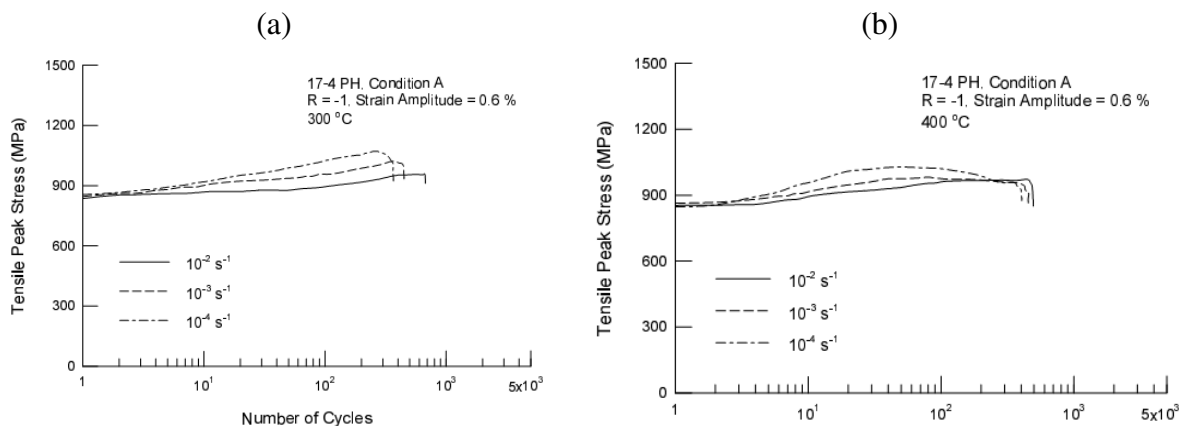 (a)
1500
1200
900
600
300
0
Tensile Peak Stress (MPa)
17-4 PH, Condition A
R = -1, Strain Amplitude = 0.6 %
300 °C
10⁻² s⁻¹
10⁻³ s⁻¹
10⁻⁴ s⁻¹
1
10¹
10²
10³
5x10³
Number of Cycles
(b)
1500
1200
900
600
300
0
Tensile Peak Stress (MPa)
17-4 PH, Condition A
R = -1, Strain Amplitude = 0.6 %
400 °C
10⁻² s⁻¹
10⁻³ s⁻¹
10⁻⁴ s⁻¹
1
10¹
10²
10³
5x10³